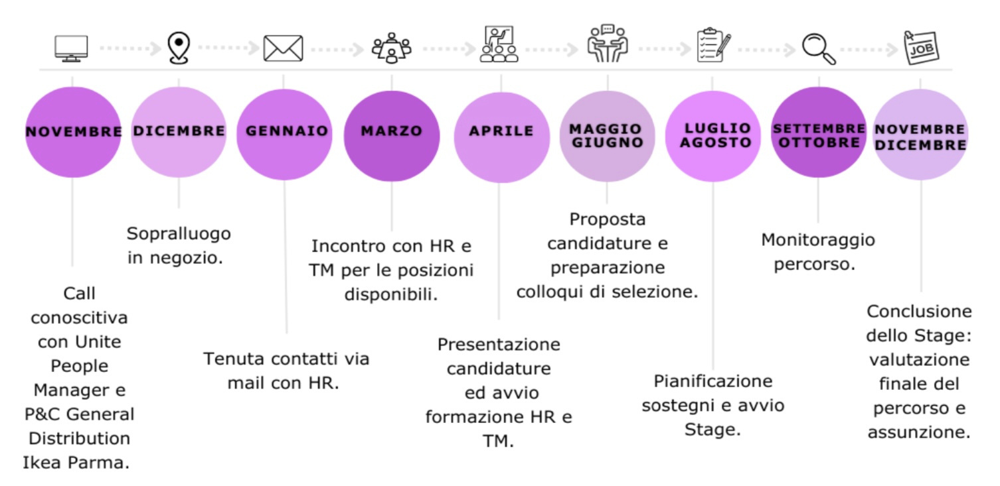 JOB
NOVEMBRE
DICEMBRE
GENNAIO
MARZO
APRILE
MAGGIO
GIUGNO
LUGLIO
AGOSTO
SETTEMBRE
OTTOBRE
NOVEMBRE
DICEMBRE
Call
conoscitiva
con Unite
People
Manager e
P&C General
Distribution
Ikea Parma.
Sopralluogo
in negozio.
Tenuta contatti via
mail con HR.
Incontro con HR e
TM per le posizioni
disponibili.
Presentazione
candidature
ed avvio
formazione HR e
TM.
Proposta
candidature e
preparazione
colloqui di selezione.
Pianificazione
sostegni e avvio
Stage.
Monitoraggio
percorso.
Conclusione
dello Stage:
valutazione
finale del
percorso e
assunzione.